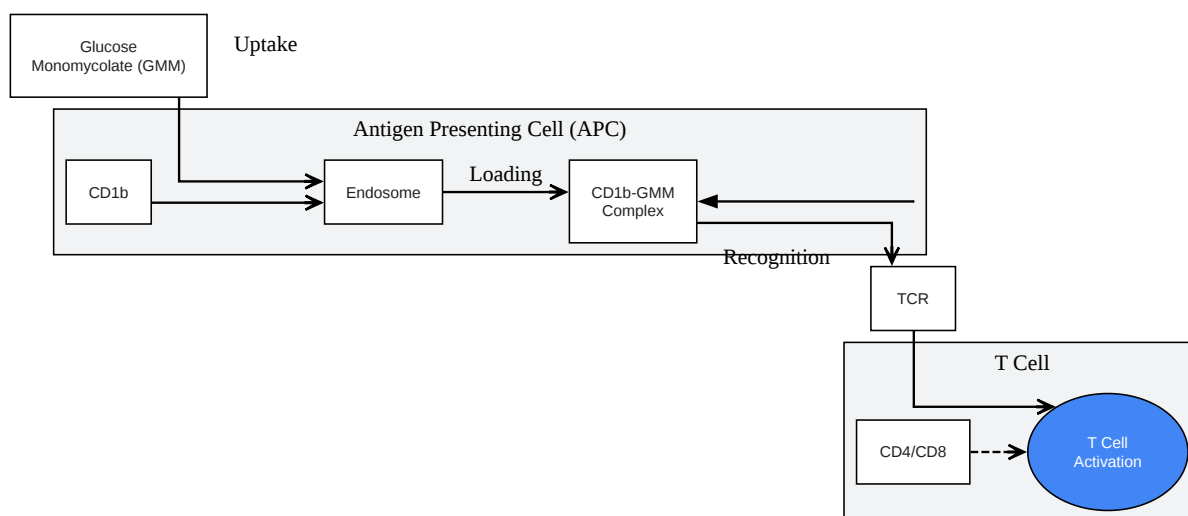 Glucose
Monomycolate (GMM)
Uptake
Antigen Presenting Cell (APC)
CD1b
Endosome
Loading
CD1b-GMM
Complex
Recognition
TCR
T Cell
CD4/CD8
T Cell
Activation